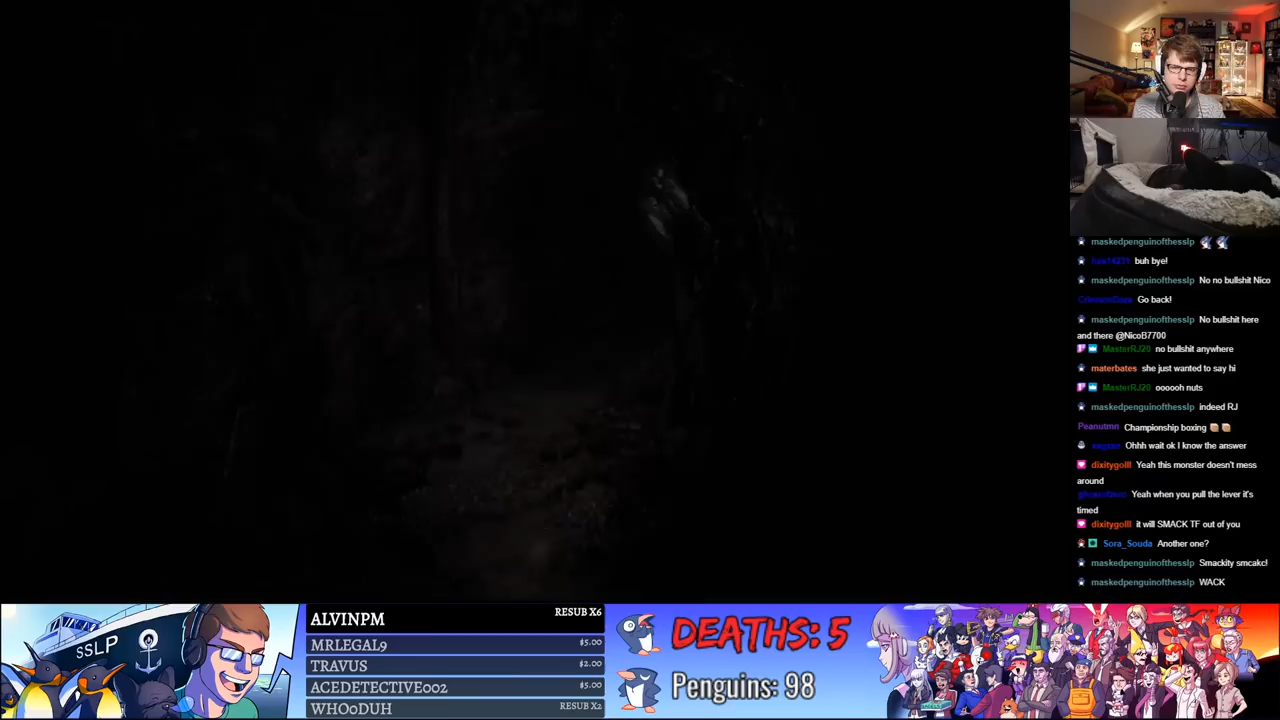 maskedpenguinofthesslp
buh bye!
maskedpenguinofthesslp No no bullshit Nico
Go back!
maskedpenguinofthesslp No bullshit here
and there @NicoB7700
MasterRJ20 no bullshit anywhere
materbates she just wanted to say hi
MasterRJ20 oooooh nuts
maskedpenguinofthesslp indeed RJ
Peanutmn Championship boxing
Ohhh wait ok I know the answer
dixitygolll Yeah this monster doesn't mess
around
Yeah when you pull the lever it's
timed
dixitygolll it will SMACK TF out of you
Sora_Souda Another one?
maskedpenguinofthesslp Smackity smcakc!
maskedpenguinofthesslp WACK
SSLP
ALVINPM RESUB X6
MRLEGAL9 $5.00
TRAVUS $2.00
ACEDETECTIVE002 $5.00
WHO0DUH RESUB X2
DEATHS: 5
Penguins: 98